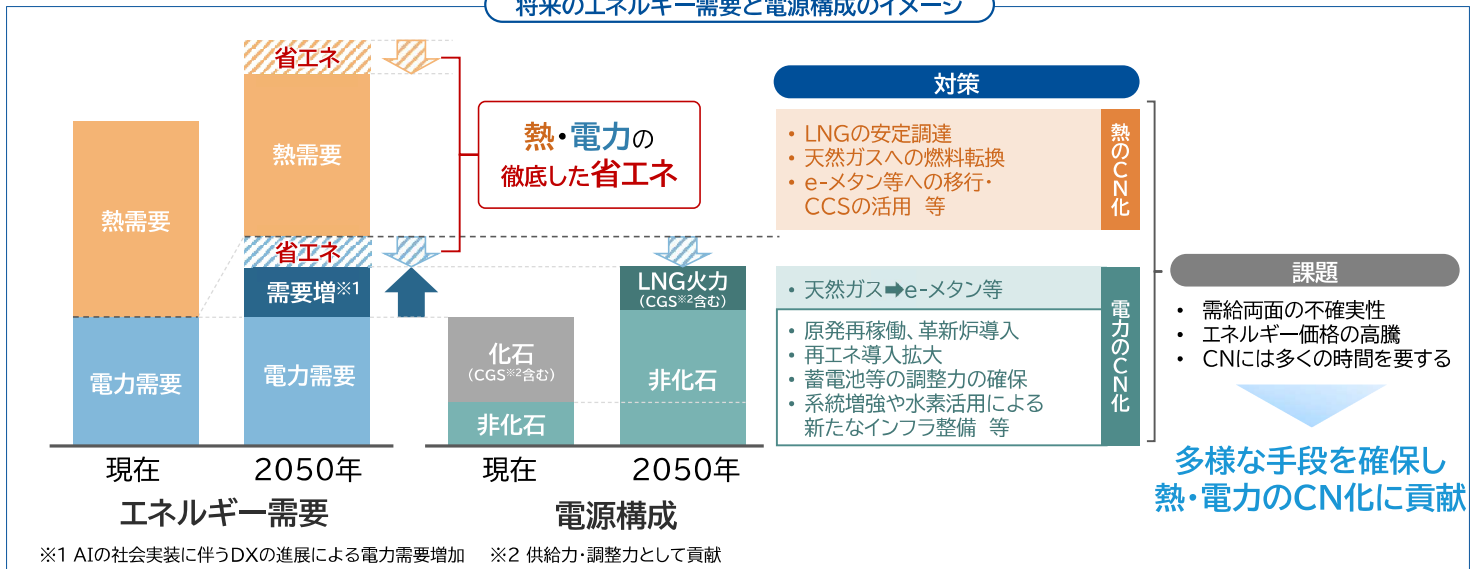 将来のエネルギー需要と電源構成のイメージ
省エネ
熱需要
熱需要
省エネ
需要増※1
電力需要
電力需要
現在
2050年
エネルギー需要
熱・電力の
徹底した省エネ
化石
(CGS※2含む)
非化石
LNG火力
(CGS※2含む)
非化石
現在
2050年
電源構成
対策
• LNGの安定調達
• 天然ガスへの燃料転換
• e-メタン等への移行・
CCSの活用 等
熱のCN化
• 天然ガス➡e-メタン等
• 原発再稼働、革新炉導入
• 再エネ導入拡大
• 蓄電池等の調整力の確保
• 系統増強や水素活用による
新たなインフラ整備 等
電力のCN化
課題
• 需給両面の不確実性
• エネルギー価格の高騰
• CNには多くの時間を要する
多様な手段を確保し
熱・電力のCN化に貢献
※1 AIの社会実装に伴うDXの進展による電力需要増加 ※2 供給力・調整力として貢献